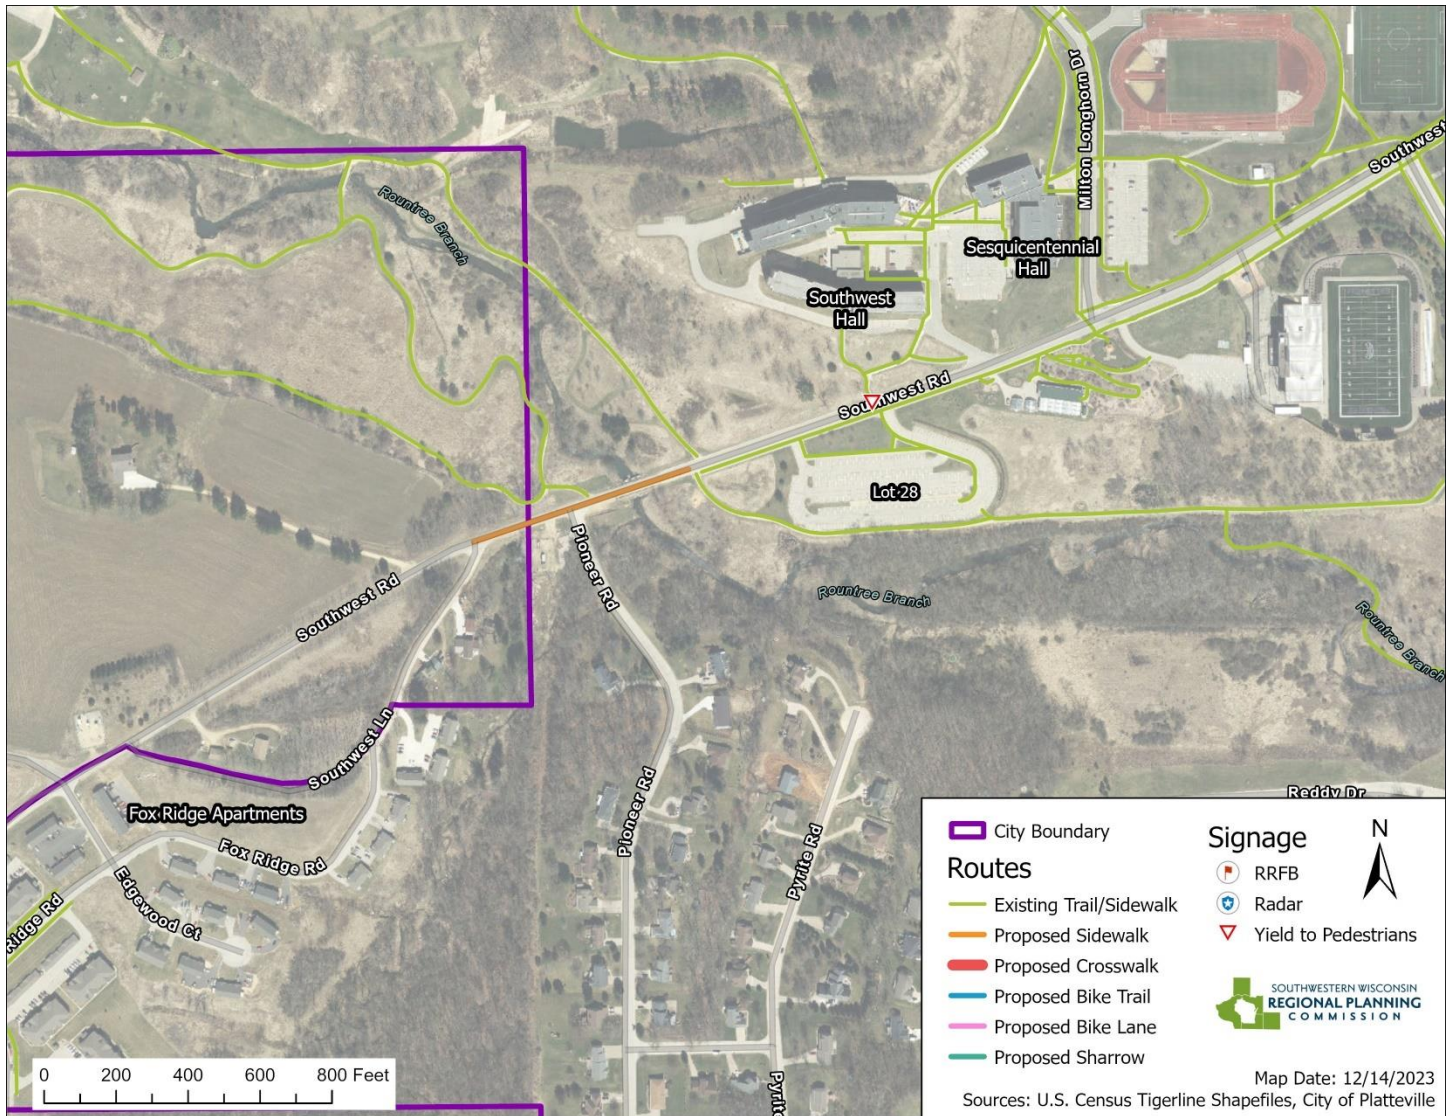 Milton Longhorn Dr
Southwest
Rountree Branch
Sesquicentennial
Hall
Southwest
Hall
Southwest Rd
Lot 28
Pioneer Rd
Southwest Rd
Rountree Branch
Rountree Branch
Southwest Ln
Reddy Dr
Fox Ridge Apartments
Fox Ridge Rd
Pioneer Rd
Pyrite Rd
Edgewood Ct
Ridge Rd
Pyrit
City Boundary
Routes
Existing Trail/Sidewalk
Proposed Sidewalk
Proposed Crosswalk
Proposed Bike Trail
Proposed Bike Lane
Proposed Sharrow
Signage
RRFB
Radar
Yield to Pedestrians
N
SOUTHWESTERN WISCONSIN
REGIONAL PLANNING
COMMISSION
0 200 400 600 800 Feet
Map Date: 12/14/2023
Sources: U.S. Census Tigerline Shapefiles, City of Platteville